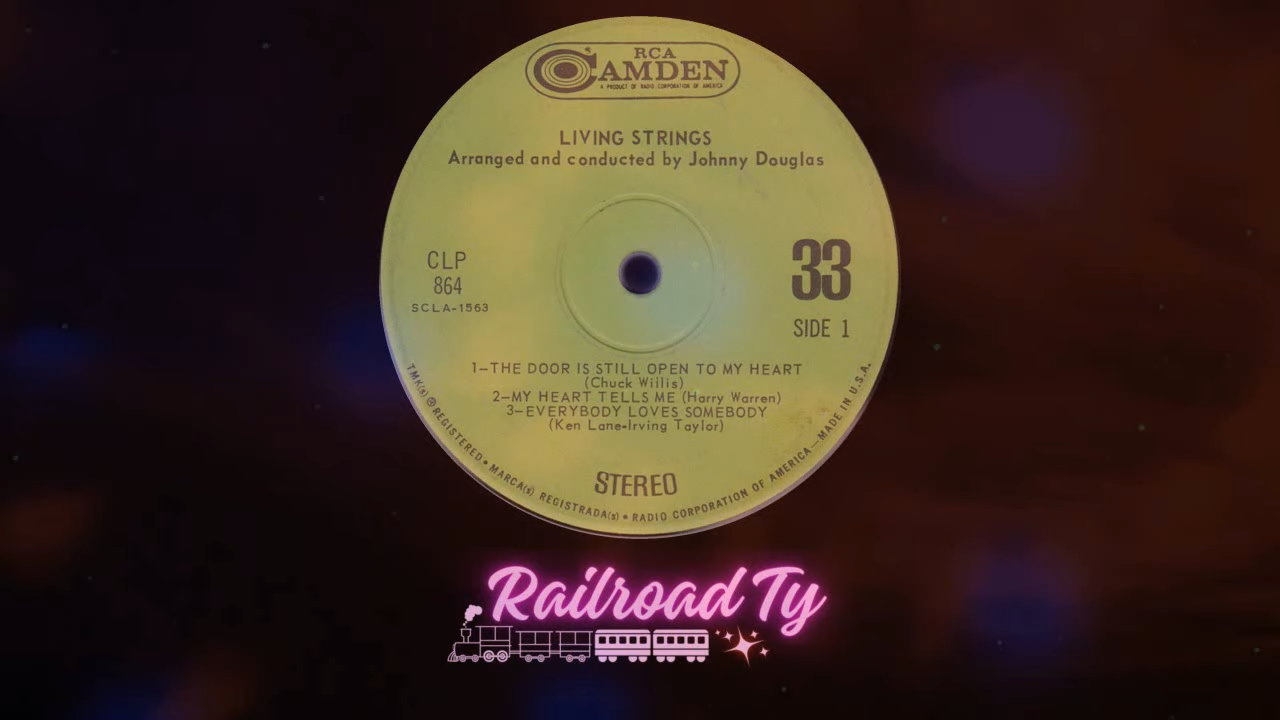 RCA
CAMDEN
A PRODUCT OF RADIO CORPORATION OF AMERICA
LIVING STRINGS
Arranged and conducted by Johnny Douglas
CLP
864
SCLA-1563
33
SIDE 1
1—THE DOOR IS STILL OPEN TO MY HEART
(Chuck Willis)
2—MY HEART TELLS ME (Harry Warren)
3—EVERYBODY LOVES SOMEBODY
(Ken Lane-Irving Taylor)
STEREO
TMK(s) ® REGISTERED • MARCA(s) REGISTRADA(s) • RADIO CORPORATION OF AMERICA—MADE IN U.S.A.
Railroad Ty